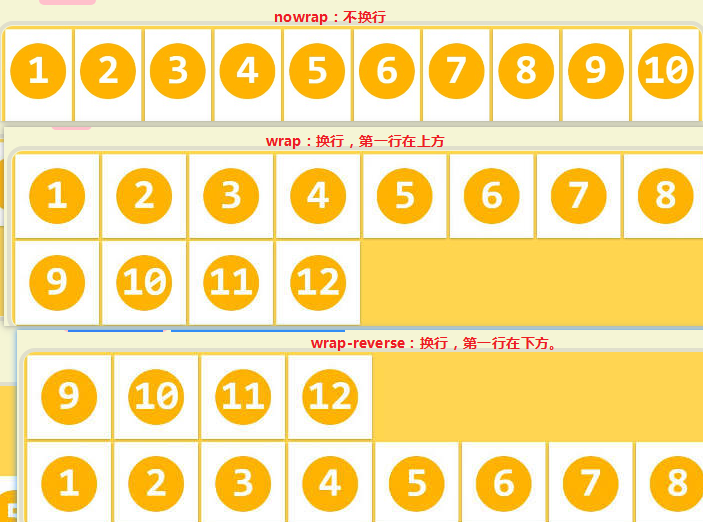 nowrap：不换行
1 2 3 4 5 6 7 8 9 10
wrap：换行，第一行在上方
1 2 3 4 5 6 7 8
9 10 11 12
wrap-reverse：换行，第一行在下方。
9 10 11 12
1 2 3 4 5 6 7 8